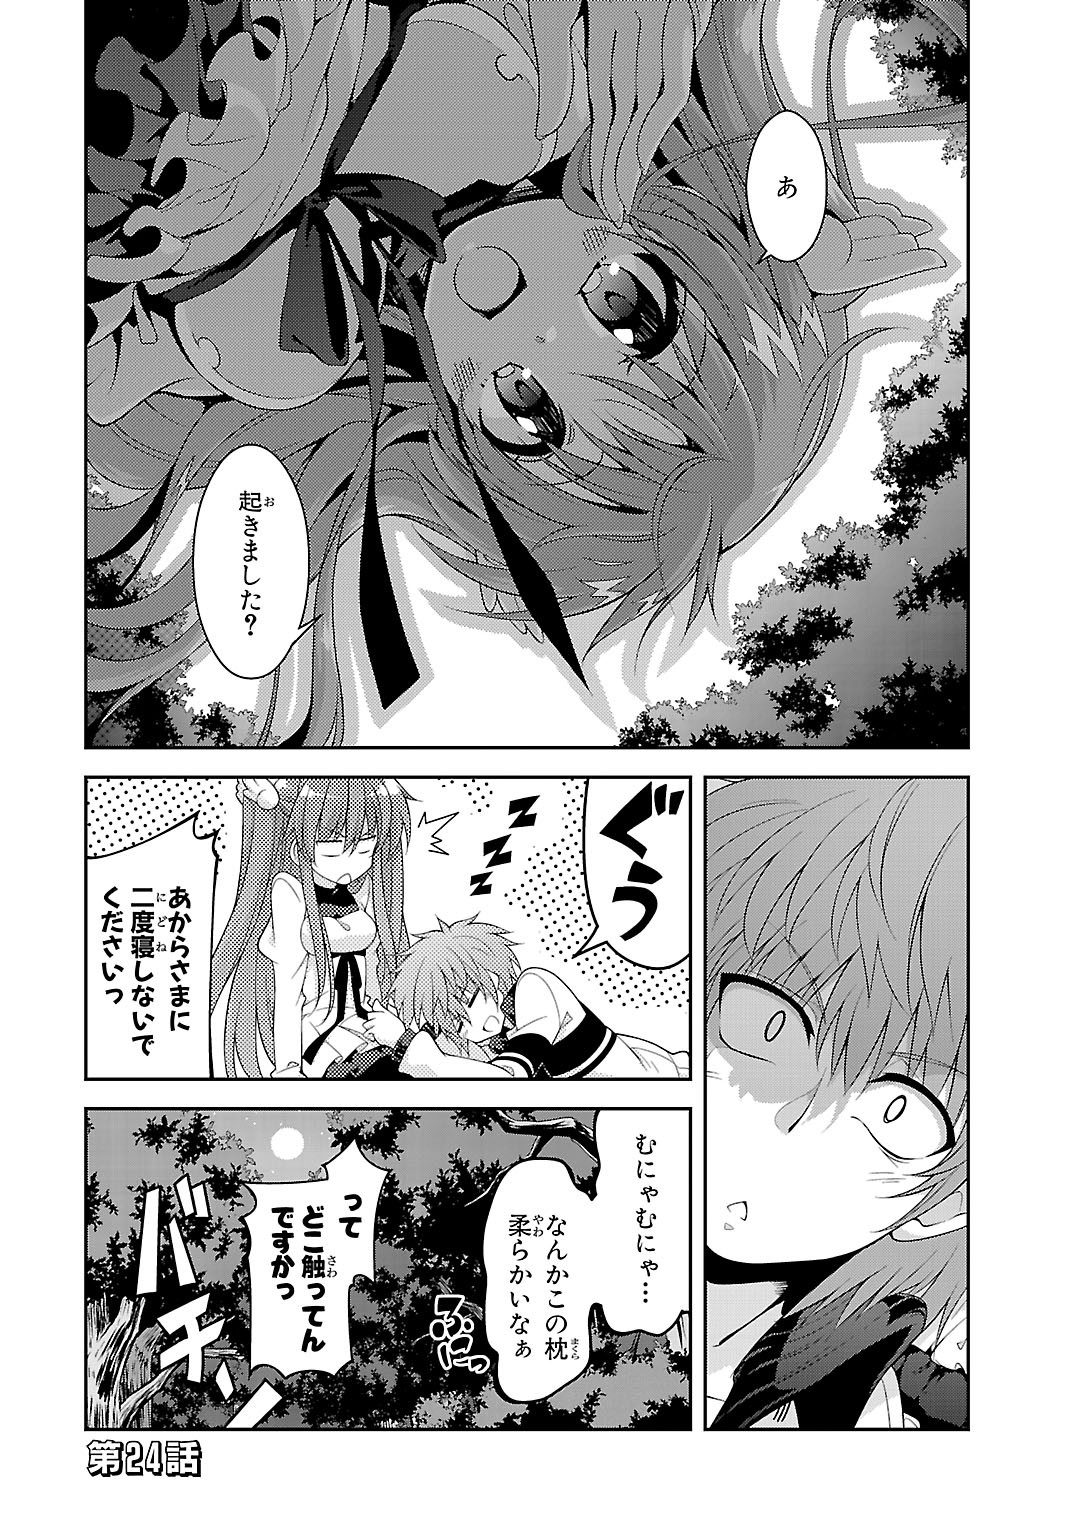 あ
起きました?
ぐぅ
zzz
あからさまに
二度寝しないで
くださいっ
むにゃむにゃ…
なんかこの枕
柔らかいなぁ
ふにっ
って
どこ触ってん
ですかっ
バチン
第24話